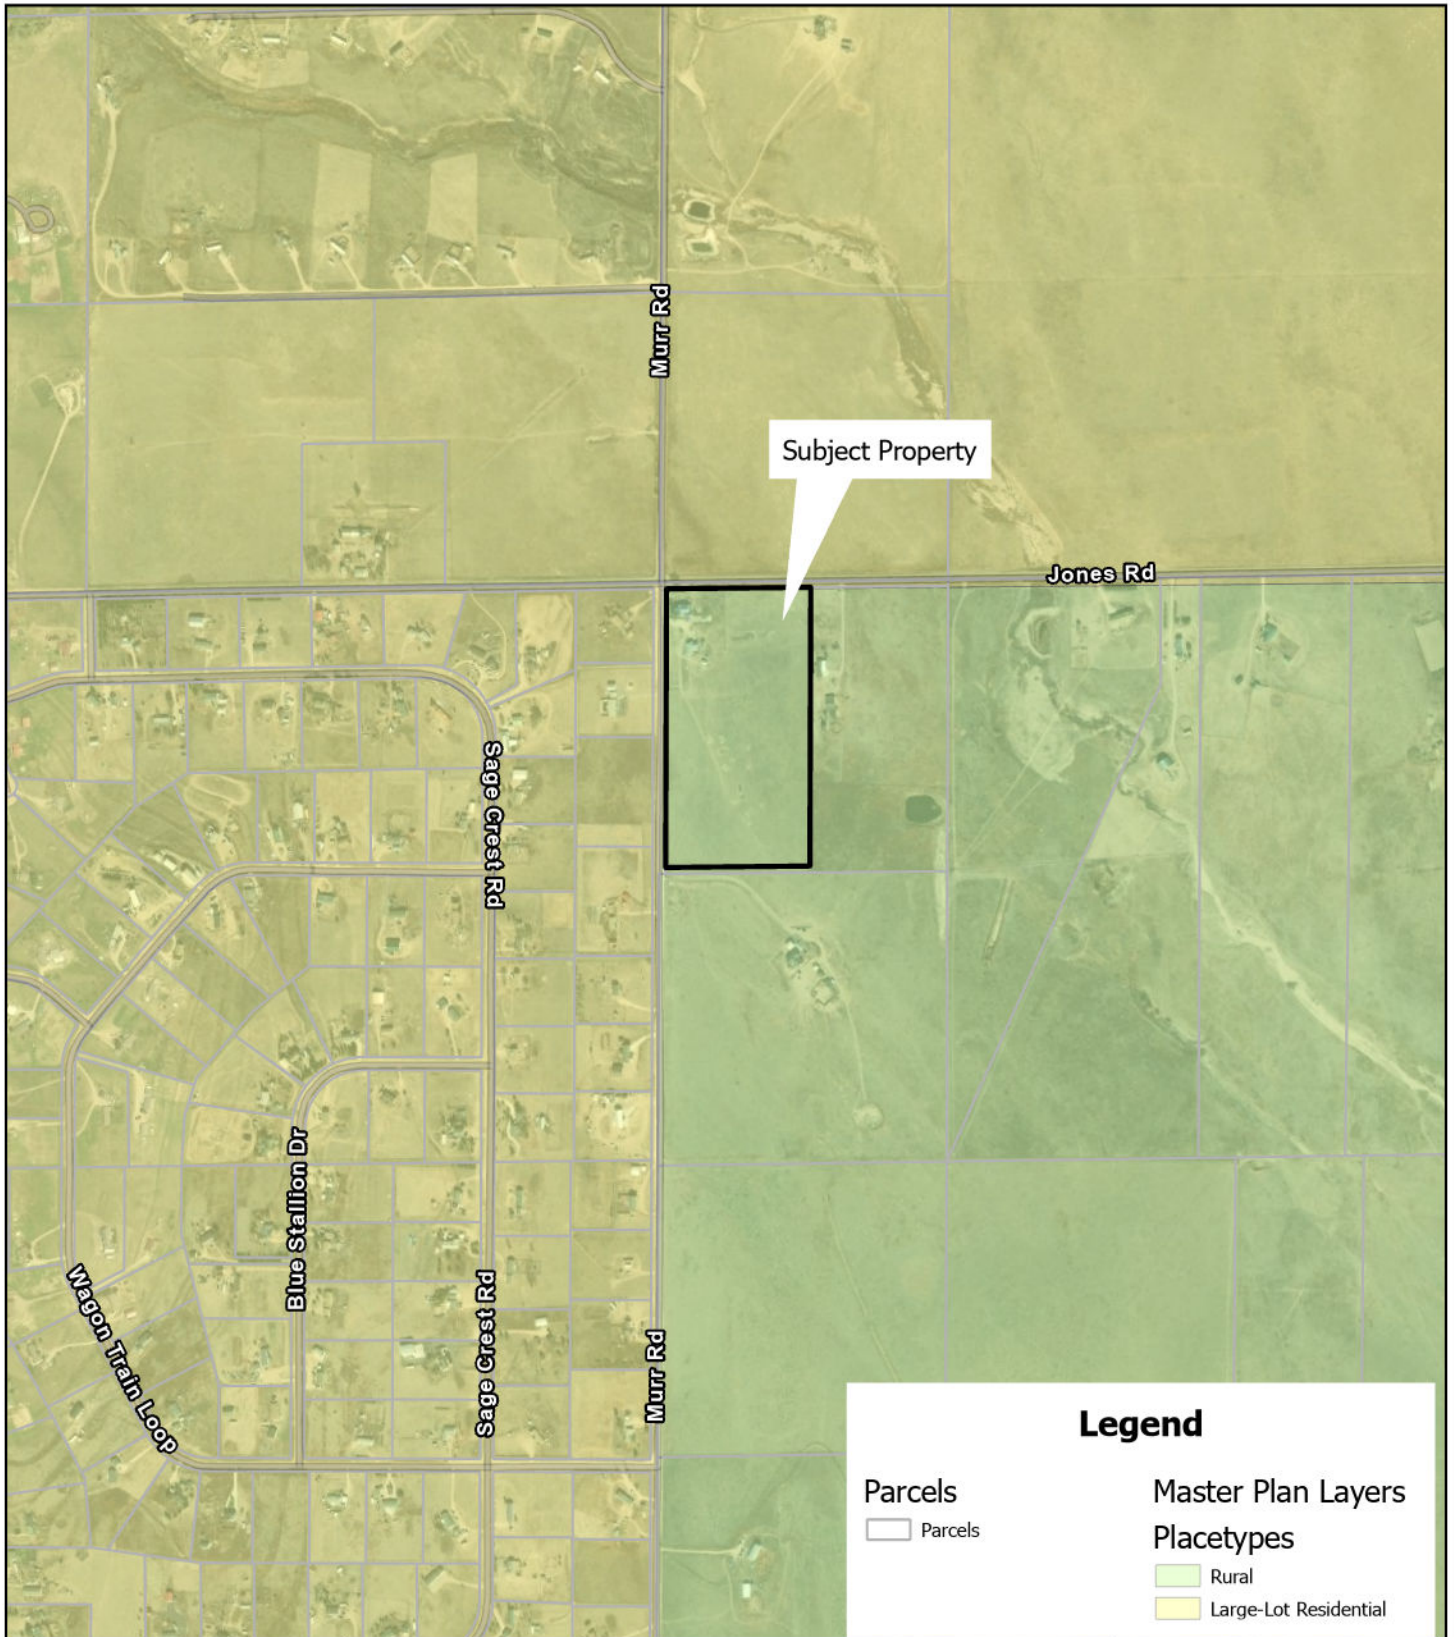 Murr Rd
Subject Property
Jones Rd
Sage Crest Rd
Blue Stallion Dr
Wagon Train Loop
Sage Crest Rd
Murr Rd
Legend
Parcels
Parcels
Master Plan Layers
Placetypes
Rural
Large-Lot Residential